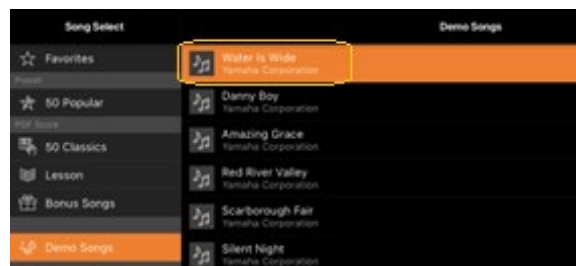 Song Select
Demo Songs
Favorites
Preset
50 Popular
PDF Score
50 Classics
Lesson
Bonus Songs
Demo Songs
Water Is Wide
Yamaha Corporation
Danny Boy
Yamaha Corporation
Amazing Grace
Yamaha Corporation
Red River Valley
Yamaha Corporation
Scarborough Fair
Yamaha Corporation
Silent Night
Yamaha Corporation